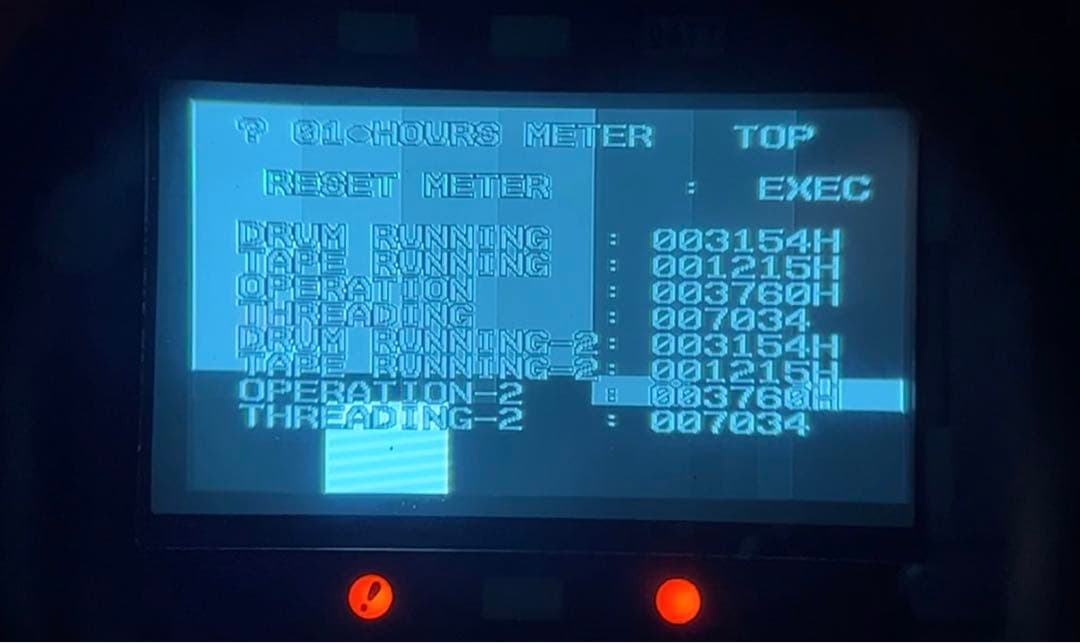 ? 01 HOURS METER TOP
RESET METER : EXEC
DRUM RUNNING : 003154H
TAPE RUNNING : 001215H
OPERATION : 003760H
THREADING : 007034
DRUM RUNNING-2 : 003154H
TAPE RUNNING-2 : 001215H
OPERATION-2 : 003760H
THREADING-2 : 007034
!